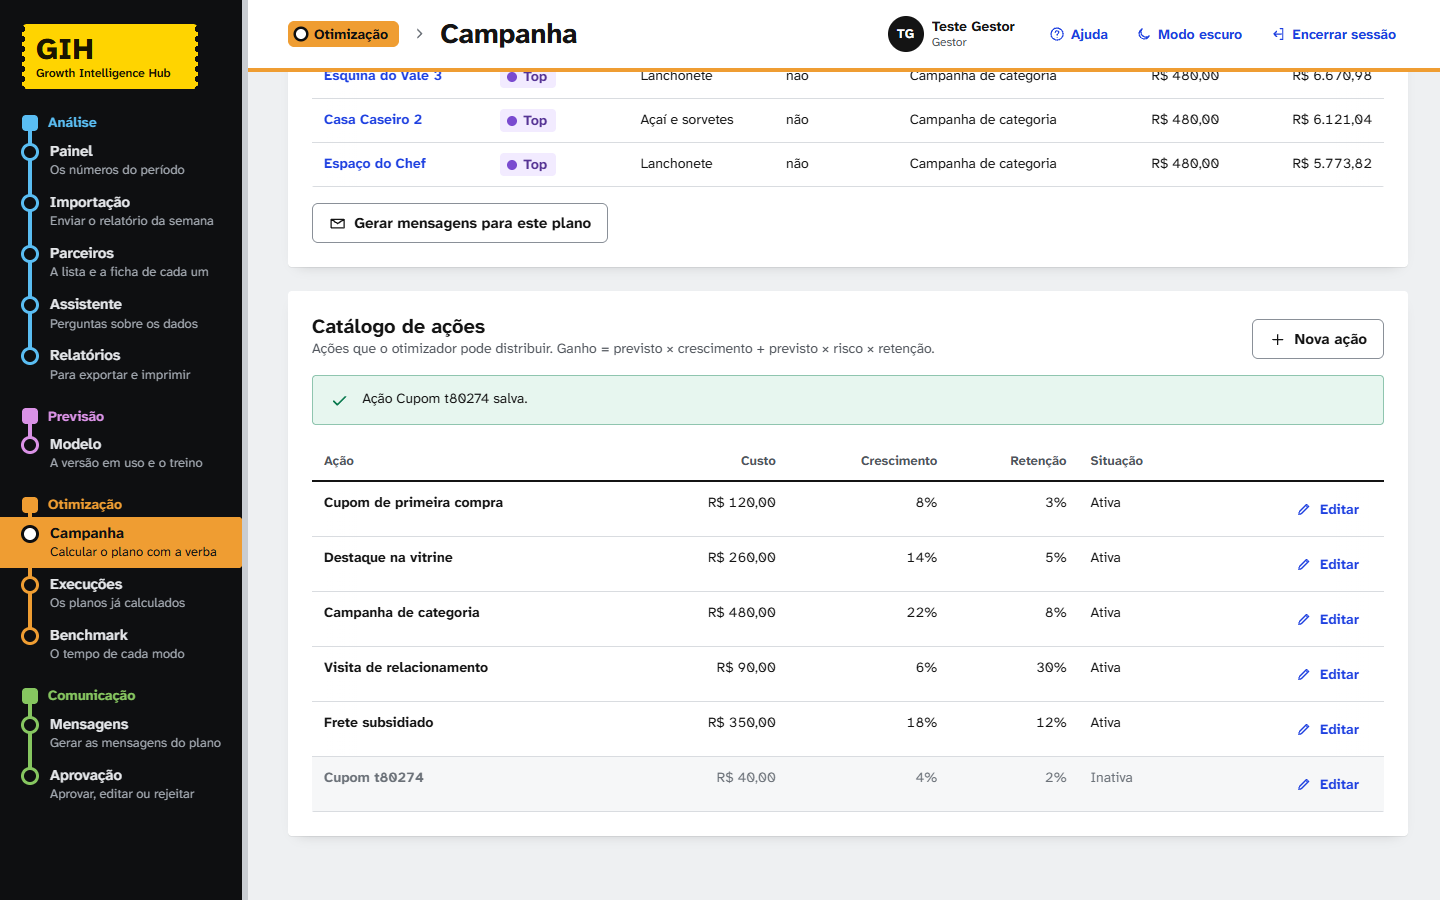 GIH
Growth Intelligence Hub
Análise
Painel
Os números do período
Importação
Enviar o relatório da semana
Parceiros
A lista e a ficha de cada um
Assistente
Perguntas sobre os dados
Relatórios
Para exportar e imprimir
Previsão
Modelo
A versão em uso e o treino
Otimização
Campanha
Calcular o plano com a verba
Execuções
Os planos já calculados
Benchmark
O tempo de cada modo
Comunicação
Mensagens
Gerar as mensagens do plano
Aprovação
Aprovar, editar ou rejeitar
Otimização > Campanha
TG Teste Gestor
Gestor
Ajuda
Modo escuro
Encerrar sessão
Esquina do Vale 3 Top Lanchonete não Campanha de categoria R$ 480,00 R$ 6.670,98
Casa Caseiro 2 Top Açaí e sorvetes não Campanha de categoria R$ 480,00 R$ 6.121,04
Espaço do Chef Top Lanchonete não Campanha de categoria R$ 480,00 R$ 5.773,82
Gerar mensagens para este plano
Catálogo de ações
Ações que o otimizador pode distribuir. Ganho = previsto × crescimento + previsto × risco × retenção.
Nova ação
Ação Cupom t80274 salva.
Ação Custo Crescimento Retenção Situação
Cupom de primeira compra R$ 120,00 8% 3% Ativa Editar
Destaque na vitrine R$ 260,00 14% 5% Ativa Editar
Campanha de categoria R$ 480,00 22% 8% Ativa Editar
Visita de relacionamento R$ 90,00 6% 30% Ativa Editar
Frete subsidiado R$ 350,00 18% 12% Ativa Editar
Cupom t80274 R$ 40,00 4% 2% Inativa Editar